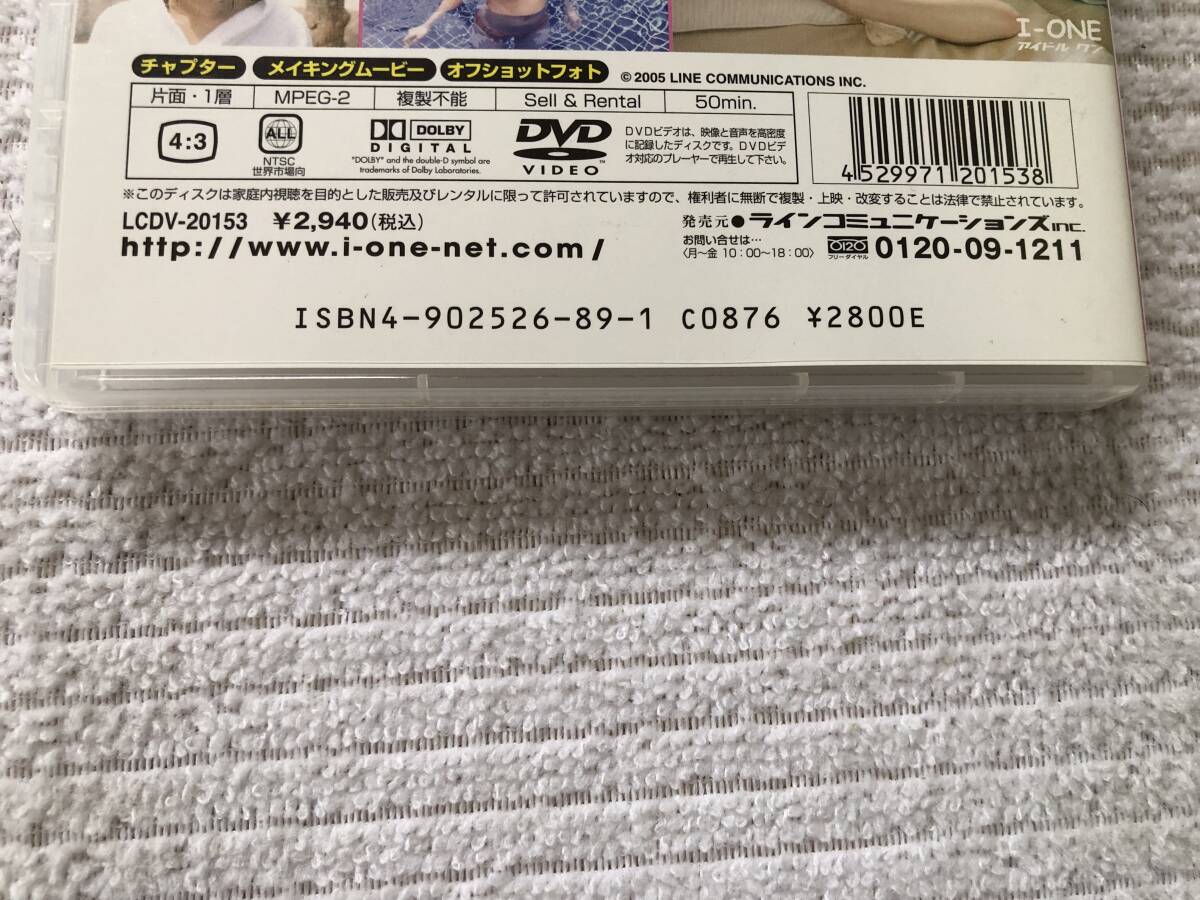 I-ONE
アイドル ワン
チャプター メイキングムービー オフショットフォト © 2005 LINE COMMUNICATIONS INC.
片面・1層 MPEG-2 複製不能 Sell & Rental 50min.
4:3
ALL
NTSC
世界市場向
DOLBY
DIGITAL
"DOLBY" and the double-D symbol are
trademarks of Dolby Laboratories.
DVD
VIDEO
DVDビデオは、映像と音声を高密度
に記録したディスクです。DVDビデ
オ対応のプレーヤーで再生して下さい。
4 529971 201538
※このディスクは家庭内視聴を目的とした販売及びレンタルに限って許可されていますので、権利者に無断で複製・上映・改変することは法律で禁止されています。
LCDV-20153 ¥2,940(税込)
http://www.i-one-net.com/
発売元●ラインコミュニケーションズINC.
お問い合せは…
〈月〜金 10:00〜18:00〉
0120
フリーダイヤル
0120-09-1211
ISBN4-902526-89-1 C0876 ¥2800E